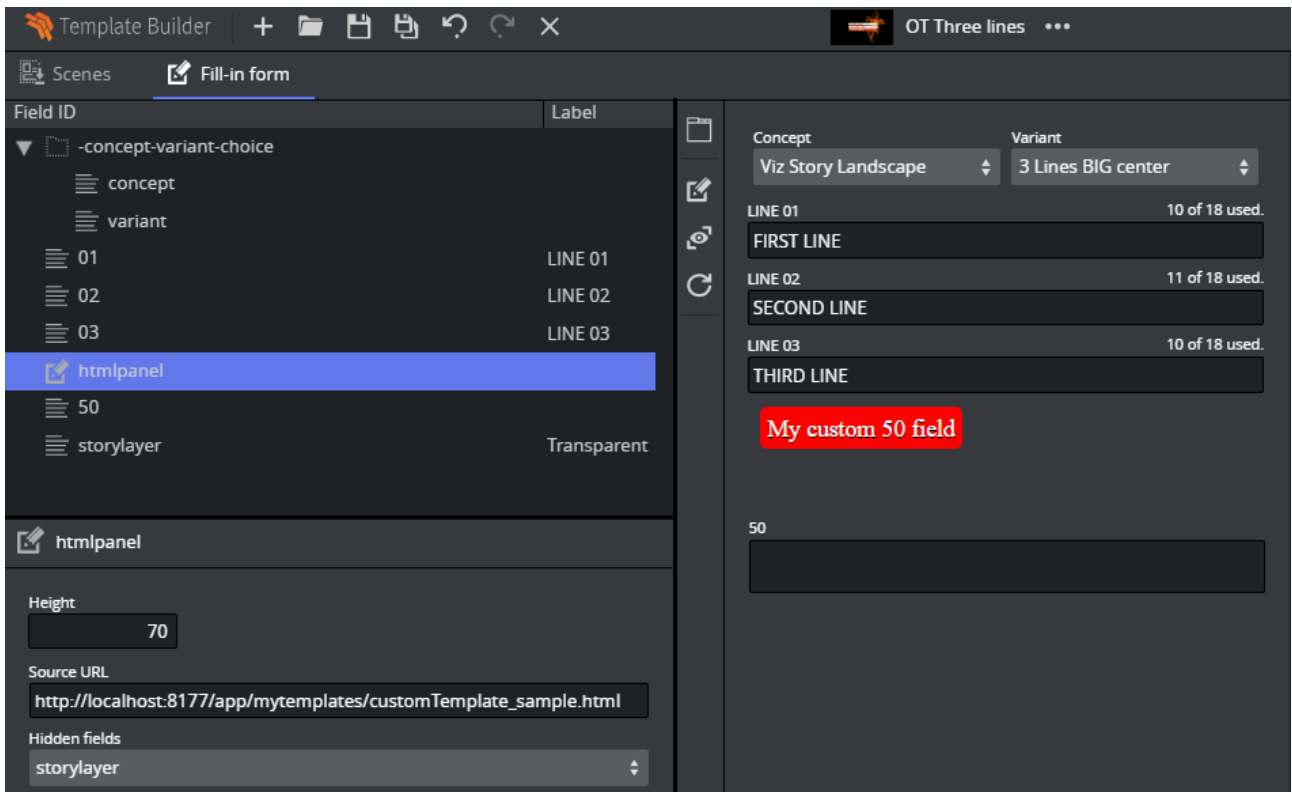 Template Builder
OT Three lines
Scenes
Fill-in form
Field ID Label
-concept-variant-choice
concept
variant
01 LINE 01
02 LINE 02
03 LINE 03
htmlpanel
50
storylayer Transparent
htmlpanel
Height
70
Source URL
http://localhost:8177/app/mytemplates/customTemplate_sample.html
Hidden fields
storylayer
Concept Variant
Viz Story Landscape 3 Lines BIG center
LINE 01 10 of 18 used.
FIRST LINE
LINE 02 11 of 18 used.
SECOND LINE
LINE 03 10 of 18 used.
THIRD LINE
My custom 50 field
50